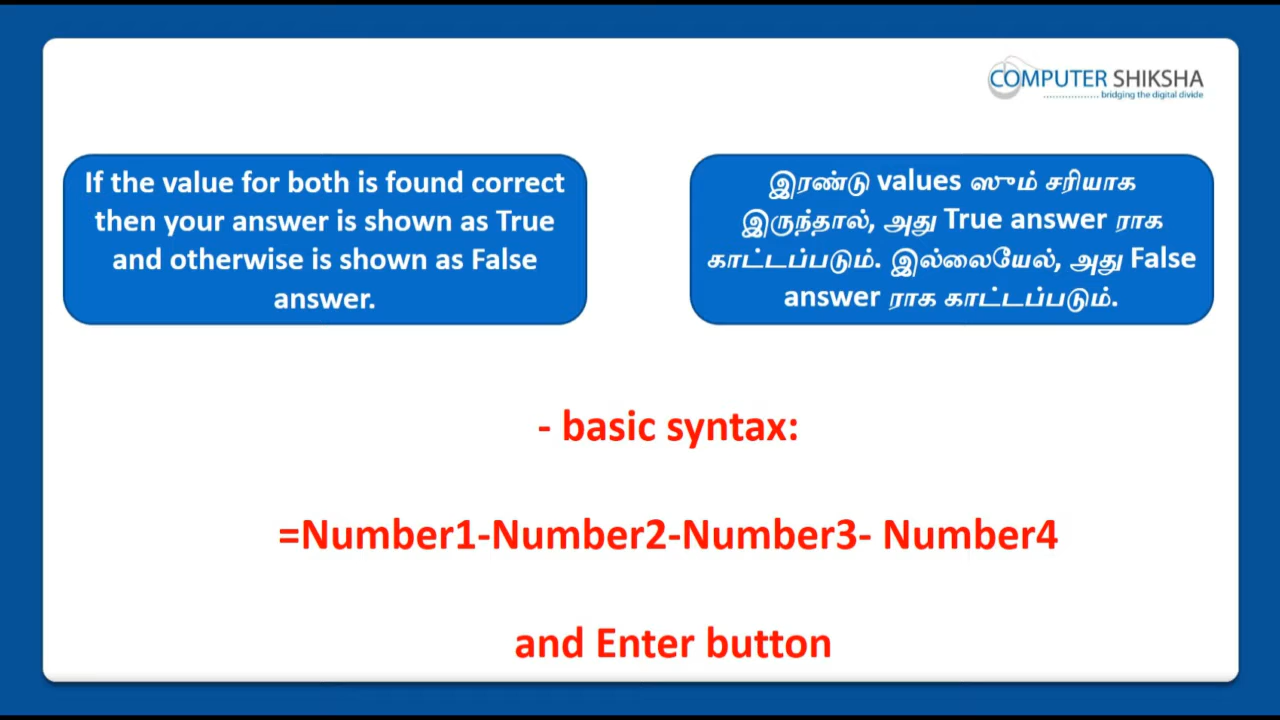 COMPUTER SHIKSHA
bridging the digital divide
If the value for both is found correct
then your answer is shown as True
and otherwise is shown as False
answer.
இரண்டு values ஸும் சரியாக
இருந்தால், அது True answer ராக
காட்டப்படும். இல்லையேல், அது False
answer ராக காட்டப்படும்.
- basic syntax:
=Number1-Number2-Number3- Number4
and Enter button